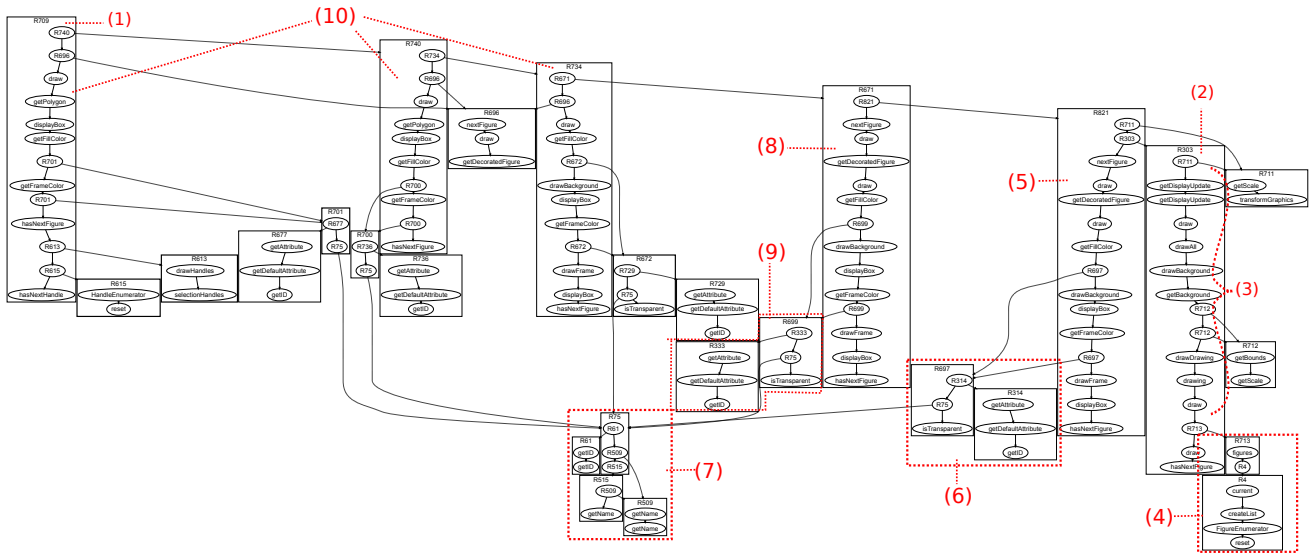 R709
R740
R696
draw
getPolygon
displayBox
getFillColor
R701
getFrameColor
R701
hasNextFigure
R613
R615
hasNextHandle
(1)
(10)
R615
HandleEnumerator
reset
R613
drawHandles
selectionHandles
R677
getAttribute
getDefaultAttribute
getID
R701
R677
R75
R700
R736
R75
R740
R734
R696
draw
getPolygon
displayBox
getFillColor
R700
getFrameColor
R700
hasNextFigure
R736
getAttribute
getDefaultAttribute
getID
R696
nextFigure
draw
getDecoratedFigure
R734
R671
R696
draw
getFillColor
R672
drawBackground
displayBox
getFrameColor
R672
drawFrame
displayBox
hasNextFigure
R672
R729
R75
isTransparent
R729
getAttribute
getDefaultAttribute
getID
R333
getAttribute
getDefaultAttribute
getID
(9)
R699
R333
R75
isTransparent
R75
R61
R509
R515
R61
getID
getID
R515
R509
getName
R509
getName
getName
(7)
(8)
R671
R821
nextFigure
draw
getDecoratedFigure
draw
getFillColor
R699
drawBackground
displayBox
getFrameColor
R699
drawFrame
displayBox
hasNextFigure
R697
R314
R75
isTransparent
R314
getAttribute
getDefaultAttribute
getID
(6)
(5)
R821
R711
R303
nextFigure
draw
getDecoratedFigure
draw
getFillColor
R697
drawBackground
displayBox
getFrameColor
R697
drawFrame
displayBox
hasNextFigure
(2)
R303
R711
getDisplayUpdate
getDisplayUpdate
draw
drawAll
drawBackground
getBackground
R712
R712
drawDrawing
drawing
draw
R713
draw
hasNextFigure
R711
getScale
transformGraphics
(3)
R712
getBounds
getScale
R713
figures
R4
R4
current
createList
FigureEnumerator
reset
(4)